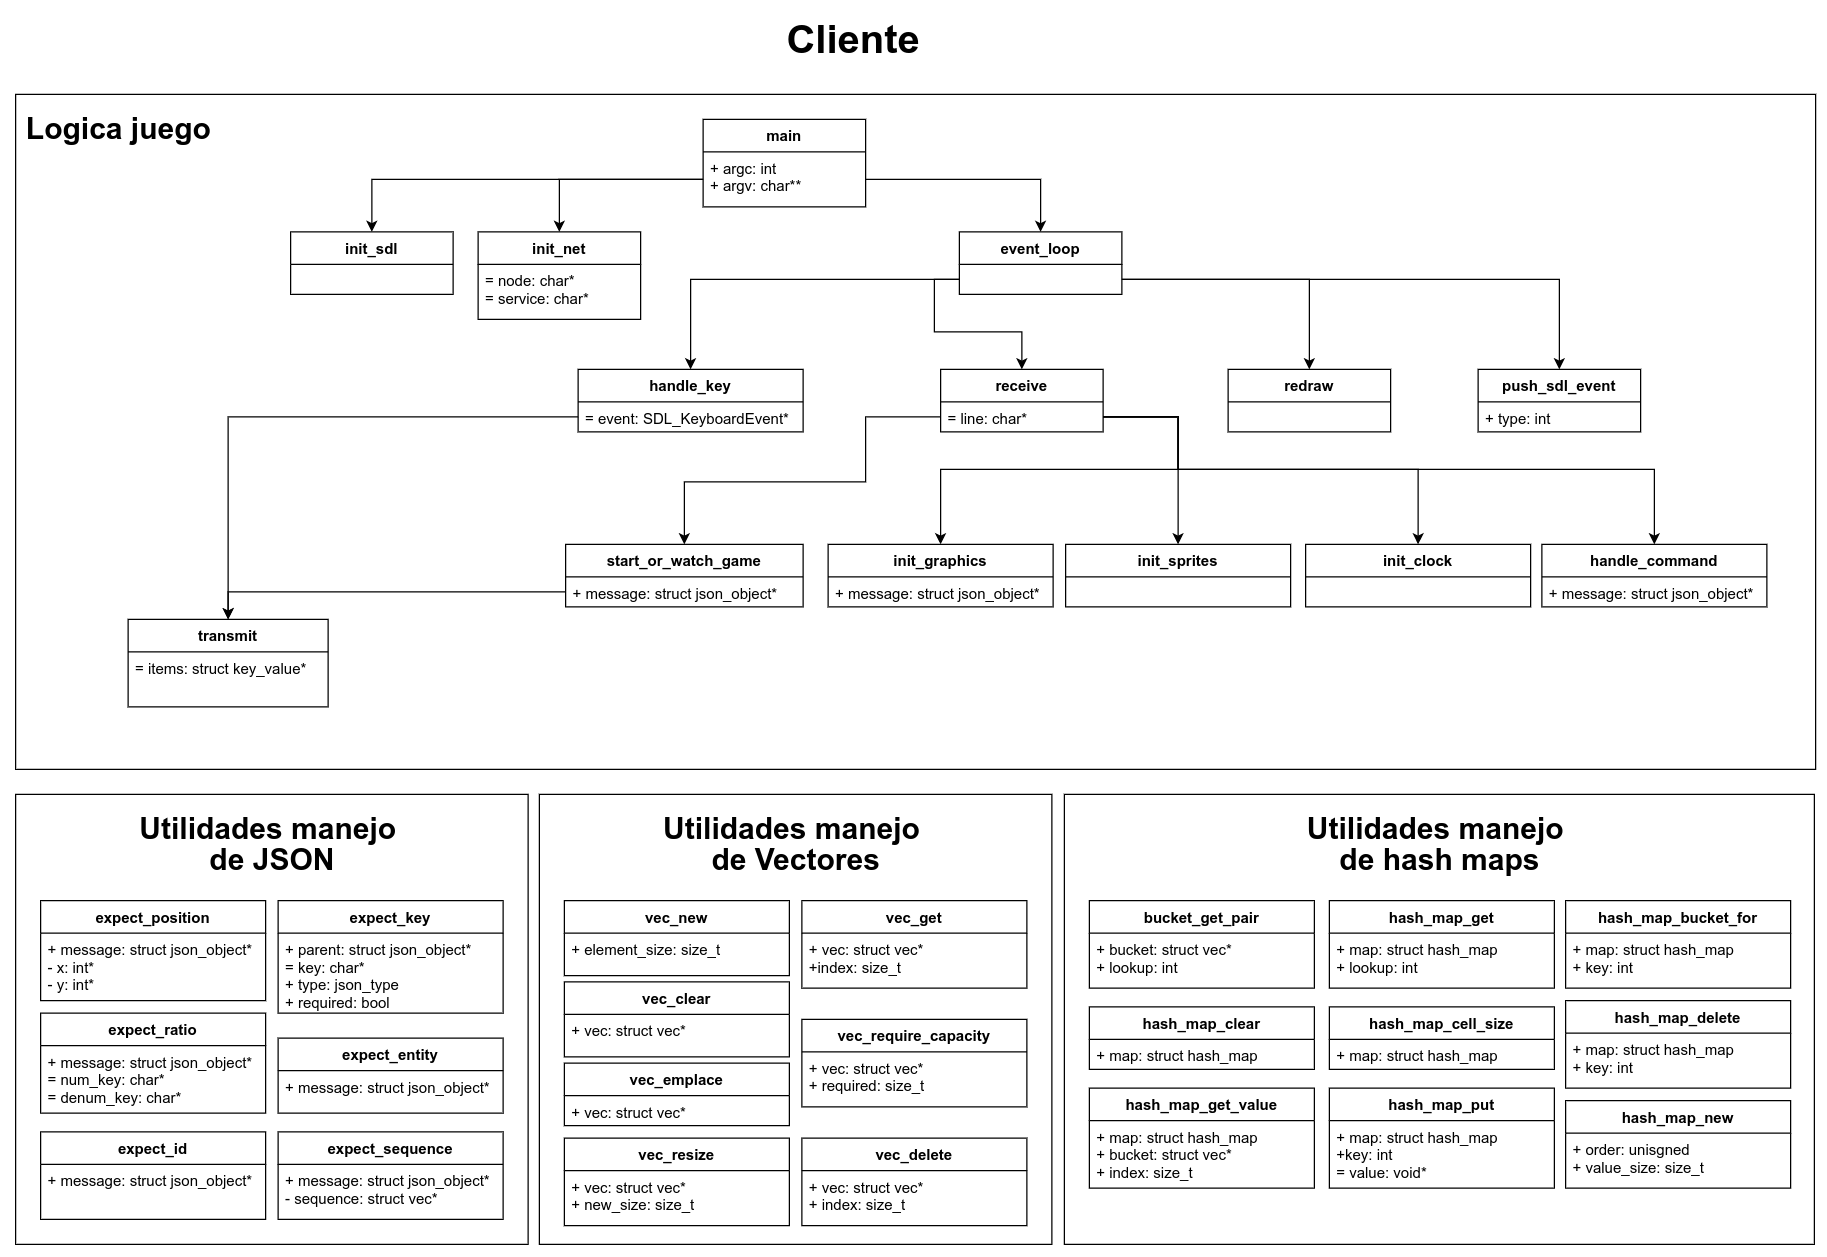 Cliente
Logica juego
main
+ argc: int
+ argv: char**
init_sdl
init_net
= node: char*
= service: char*
event_loop
handle_key
= event: SDL_KeyboardEvent*
receive
= line: char*
redraw
push_sdl_event
+ type: int
start_or_watch_game
+ message: struct json_object*
init_graphics
+ message: struct json_object*
init_sprites
init_clock
handle_command
+ message: struct json_object*
transmit
= items: struct key_value*
Utilidades manejo
de JSON
expect_position
+ message: struct json_object*
- x: int*
- y: int*
expect_key
+ parent: struct json_object*
= key: char*
+ type: json_type
+ required: bool
expect_ratio
+ message: struct json_object*
= num_key: char*
= denum_key: char*
expect_entity
+ message: struct json_object*
expect_id
+ message: struct json_object*
expect_sequence
+ message: struct json_object*
- sequence: struct vec*
Utilidades manejo
de Vectores
vec_new
+ element_size: size_t
vec_get
+ vec: struct vec*
+index: size_t
vec_clear
+ vec: struct vec*
vec_require_capacity
+ vec: struct vec*
+ required: size_t
vec_emplace
+ vec: struct vec*
vec_resize
+ vec: struct vec*
+ new_size: size_t
vec_delete
+ vec: struct vec*
+ index: size_t
Utilidades manejo
de hash maps
bucket_get_pair
+ bucket: struct vec*
+ lookup: int
hash_map_get
+ map: struct hash_map
+ lookup: int
hash_map_bucket_for
+ map: struct hash_map
+ key: int
hash_map_clear
+ map: struct hash_map
hash_map_cell_size
+ map: struct hash_map
hash_map_delete
+ map: struct hash_map
+ key: int
hash_map_get_value
+ map: struct hash_map
+ bucket: struct vec*
+ index: size_t
hash_map_put
+ map: struct hash_map
+key: int
= value: void*
hash_map_new
+ order: unisgned
+ value_size: size_t